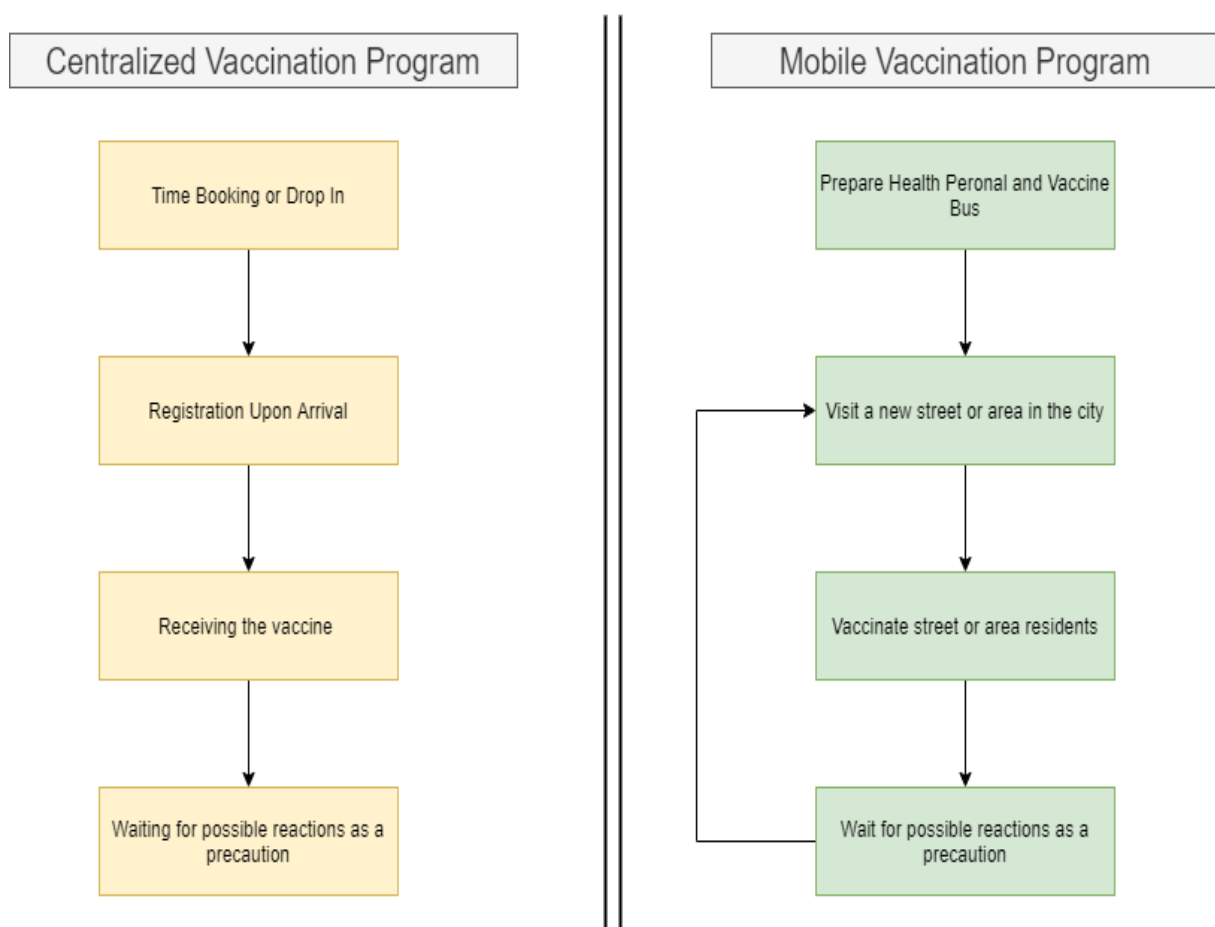 Centralized Vaccination Program
Time Booking or Drop In
Registration Upon Arrival
Receiving the vaccine
Waiting for possible reactions as a
precaution
Mobile Vaccination Program
Prepare Health Peronal and Vaccine
Bus
Visit a new street or area in the city
Vaccinate street or area residents
Wait for possible reactions as a
precaution